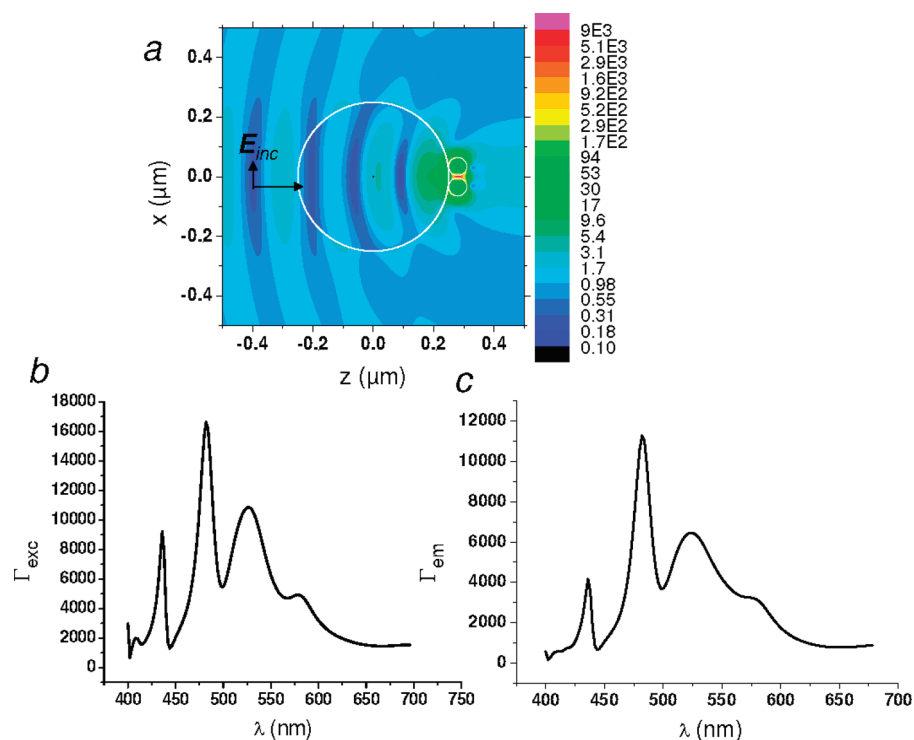 a
0.4
0.2
0.0
-0.2
-0.4
x (µm)
E inc
-0.4 -0.2 0.0 0.2 0.4
z (µm)
9E3
5.1E3
2.9E3
1.6E3
9.2E2
5.2E2
2.9E2
1.7E2
94
53
30
17
9.6
5.4
3.1
1.7
0.98
0.55
0.31
0.18
0.10
b
18000
16000
14000
12000
10000
8000
6000
4000
2000
0
Γexc
400 450 500 550 600 650 700 750
λ (nm)
c
12000
10000
8000
6000
4000
2000
0
Γem
400 450 500 550 600 650 700
λ (nm)